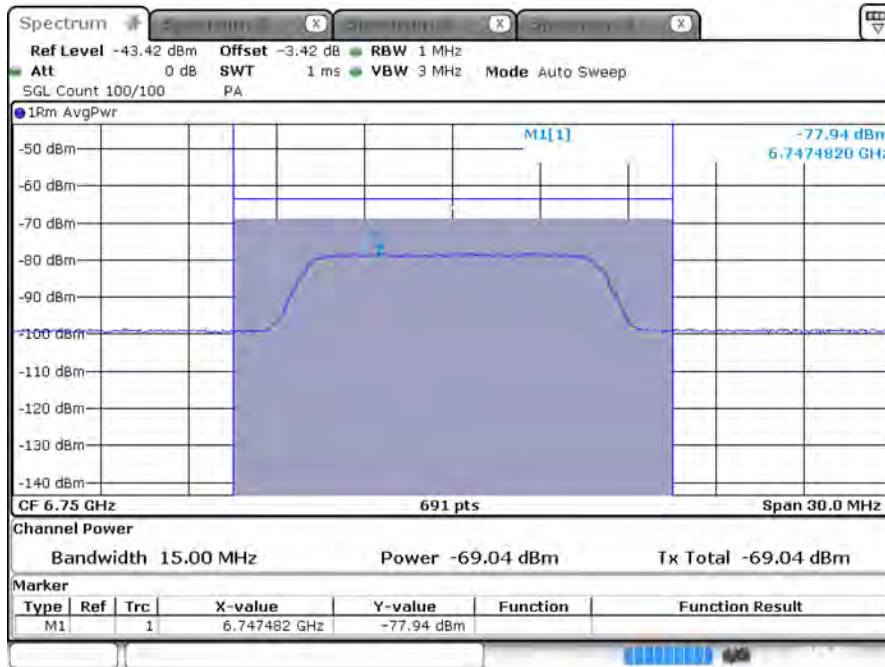 Spectrum
X X X
Ref Level -43.42 dBm Offset -3.42 dB RBW 1 MHz
Att 0 dB SWT 1 ms VBW 3 MHz Mode Auto Sweep
SGL Count 100/100 PA
1Rm AvgPwr
M1[1] -77.94 dBm
6.7474820 GHz
-50 dBm
-60 dBm
-70 dBm
-80 dBm
-90 dBm
-100 dBm
-110 dBm
-120 dBm
-130 dBm
-140 dBm
CF 6.75 GHz 691 pts Span 30.0 MHz
Channel Power
Bandwidth 15.00 MHz Power -69.04 dBm Tx Total -69.04 dBm
Marker
Type Ref Trc X-value Y-value Function Function Result
M1 1 6.747482 GHz -77.94 dBm